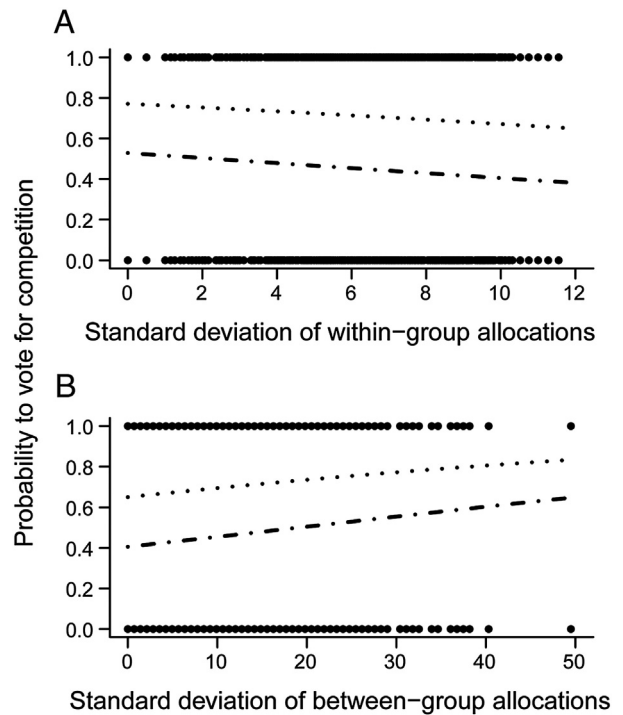 A
1.0
0.8
0.6
0.4
0.2
0.0
0 2 4 6 8 10 12
Standard deviation of within−group allocations
Probability to vote for competition
B
1.0
0.8
0.6
0.4
0.2
0.0
0 10 20 30 40 50
Standard deviation of between−group allocations